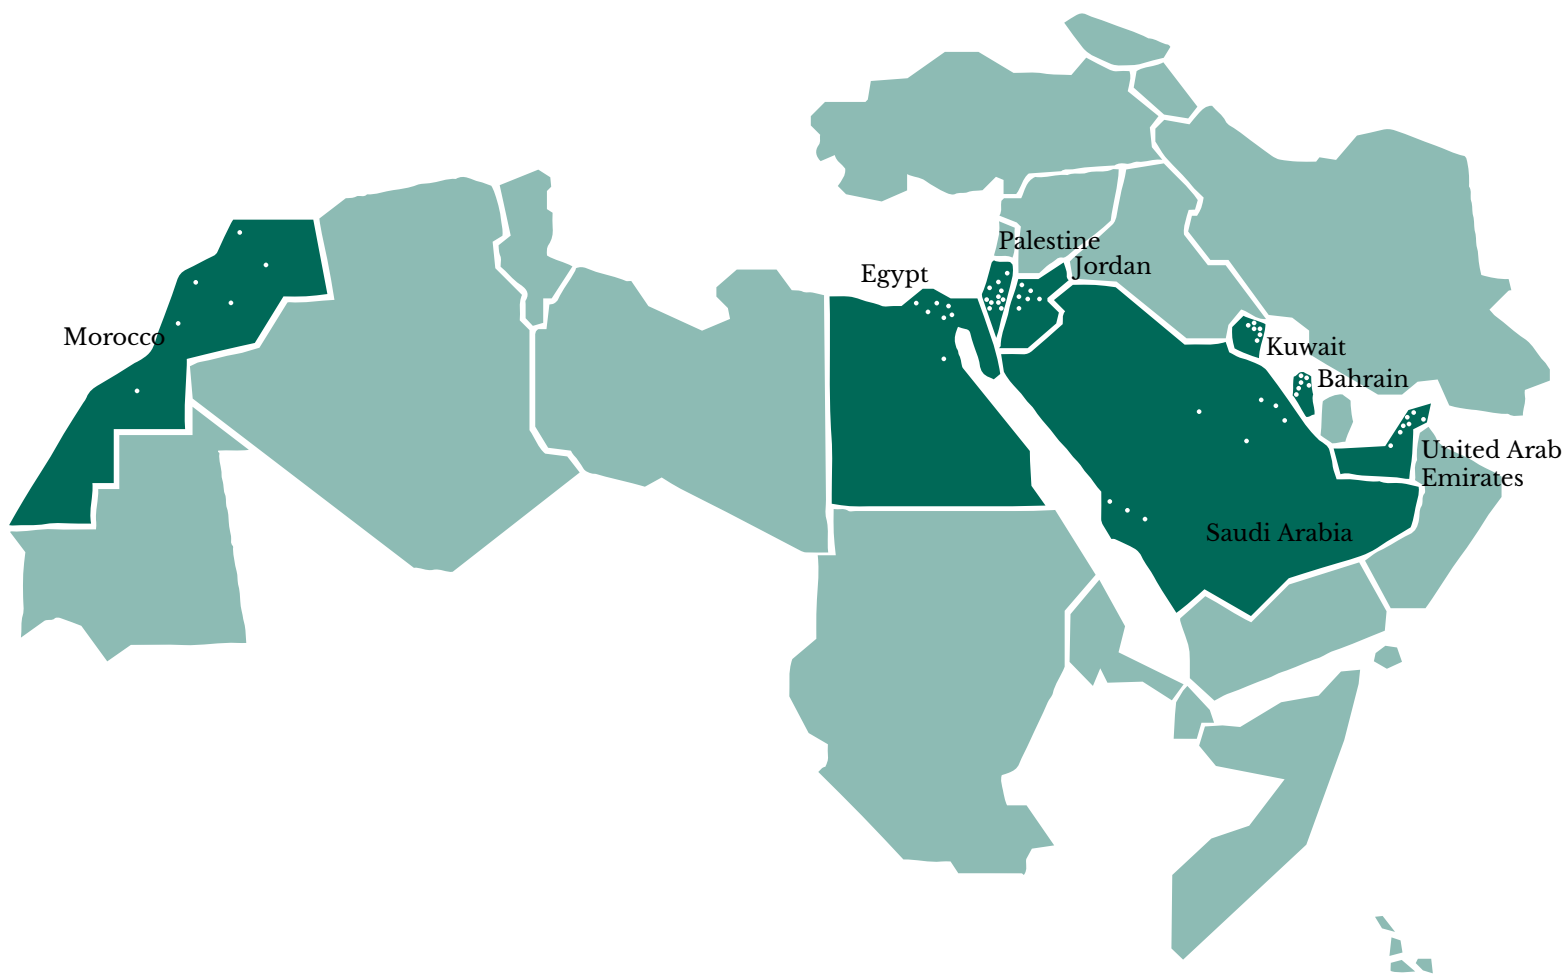 Palestine
Egypt
Jordan
Morocco
Kuwait
Bahrain
United Arab
Emirates
Saudi Arabia